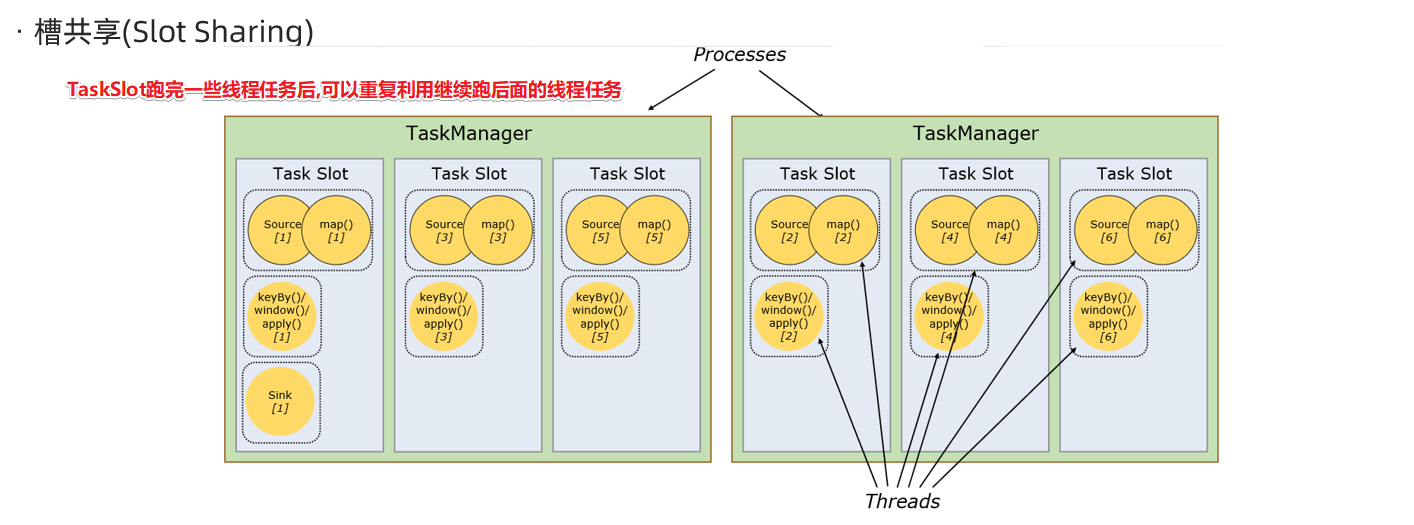 · 槽共享(Slot Sharing)
Processes
TaskSlot跑完一些线程任务后,可以重复利用继续跑后面的线程任务
TaskManager
Task Slot
Source
[1]
map()
[1]
keyBy()/
window()/
apply()
[1]
Sink
[1]
Task Slot
Source
[3]
map()
[3]
keyBy()/
window()/
apply()
[3]
Task Slot
Source
[5]
map()
[5]
keyBy()/
window()/
apply()
[5]
TaskManager
Task Slot
Source
[2]
map()
[2]
keyBy()/
window()/
apply()
[2]
Task Slot
Source
[4]
map()
[4]
keyBy()/
window()/
apply()
[4]
Task Slot
Source
[6]
map()
[6]
keyBy()/
window()/
apply()
[6]
Threads